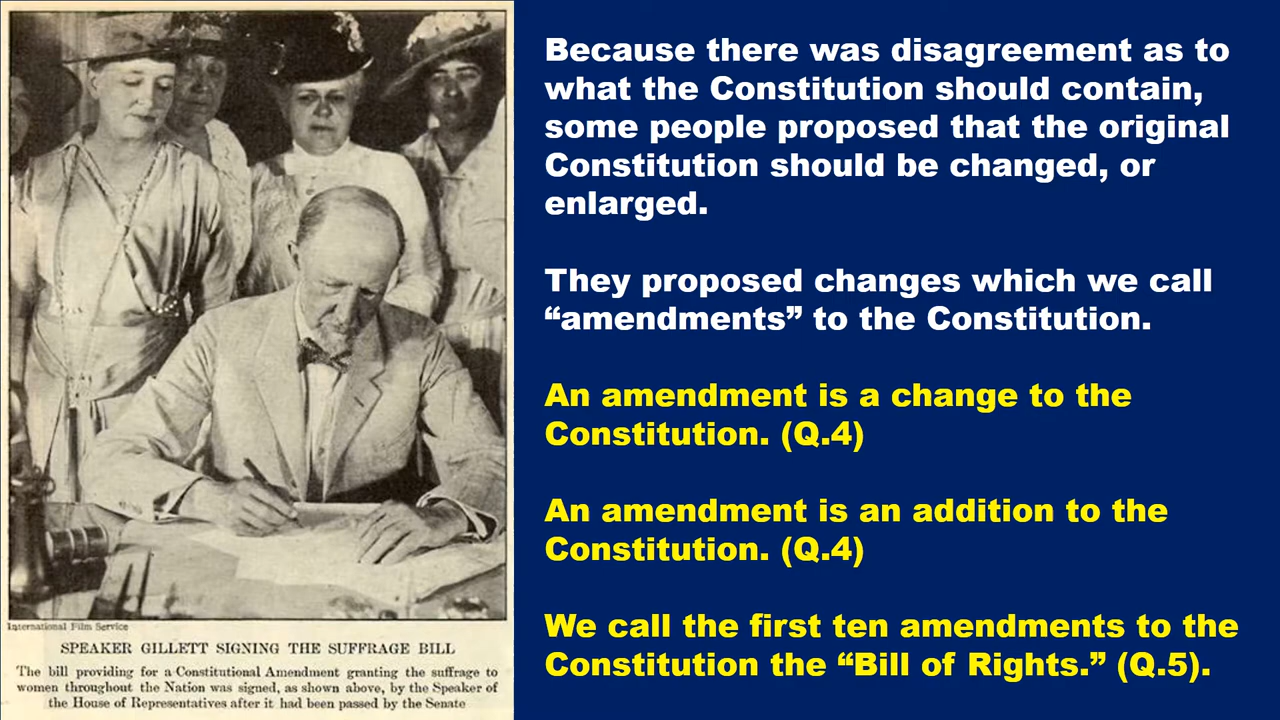 International Film Service
SPEAKER GILLETT SIGNING THE SUFFRAGE BILL
The bill providing for a Constitutional Amendment granting the suffrage to
women throughout the Nation was signed, as shown above, by the Speaker of
the House of Representatives after it had been passed by the Senate
Because there was disagreement as to
what the Constitution should contain,
some people proposed that the original
Constitution should be changed, or
enlarged.
They proposed changes which we call
“amendments” to the Constitution.
An amendment is a change to the
Constitution. (Q.4)
An amendment is an addition to the
Constitution. (Q.4)
We call the first ten amendments to the
Constitution the “Bill of Rights.” (Q.5).